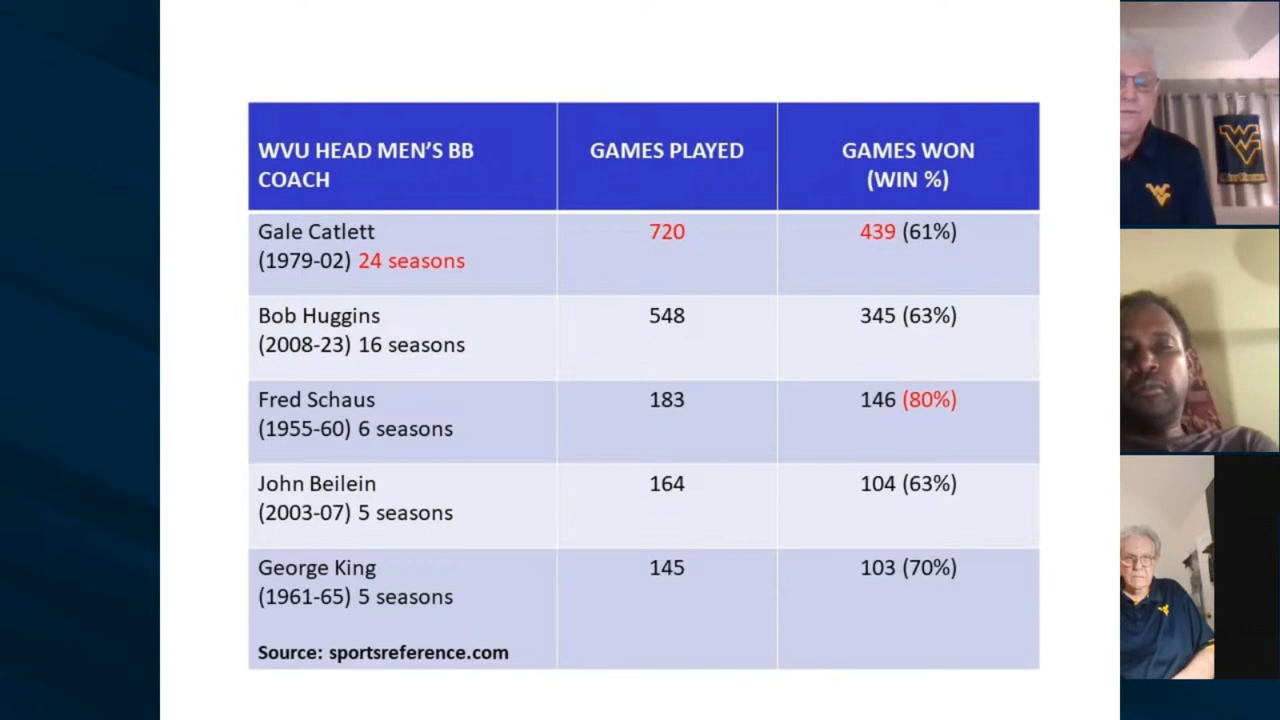 WVU HEAD MEN'S BB
COACH
GAMES PLAYED
GAMES WON
(WIN %)
Gale Catlett
(1979-02) 24 seasons
720
439 (61%)
Bob Huggins
(2008-23) 16 seasons
548
345 (63%)
Fred Schaus
(1955-60) 6 seasons
183
146 (80%)
John Beilein
(2003-07) 5 seasons
164
104 (63%)
George King
(1961-65) 5 seasons
145
103 (70%)
Source: sportsreference.com